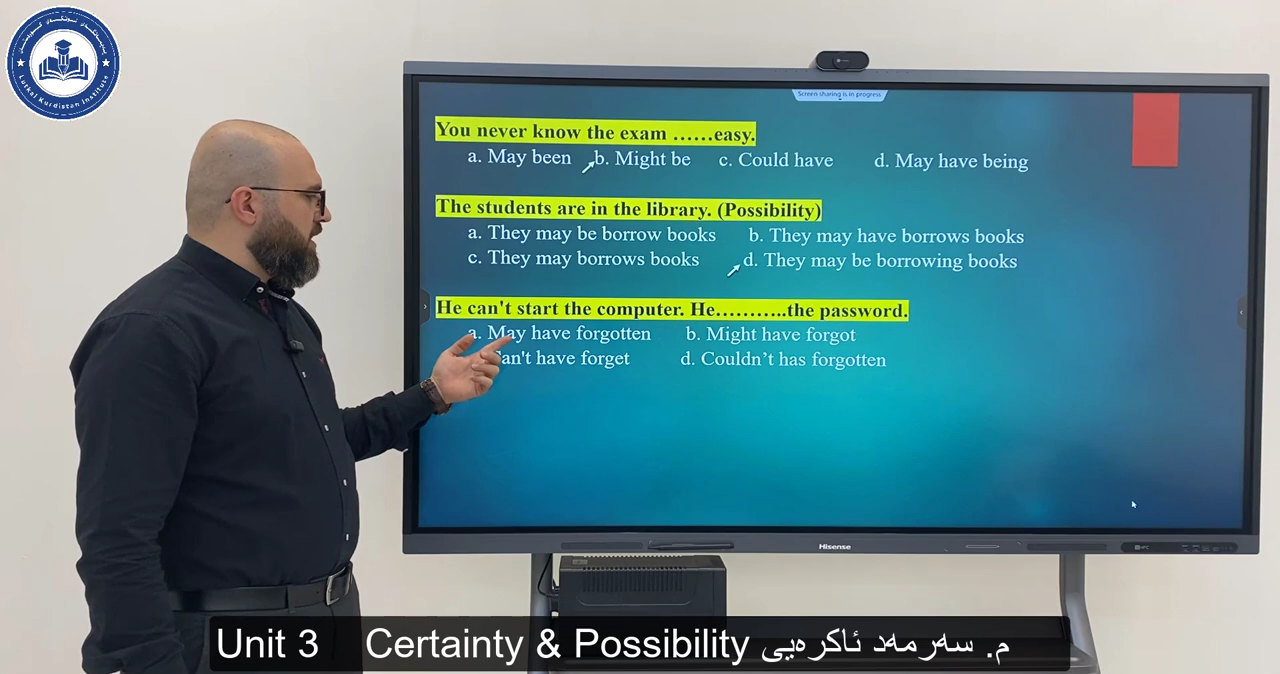 Lutkai Kurdistan Institute
Screen sharing is in progress
You never know the exam ……easy.
a. May been b. Might be c. Could have d. May have being
The students are in the library. (Possibility)
a. They may be borrow books b. They may have borrows books
c. They may borrows books d. They may be borrowing books
He can't start the computer. He………..the password.
a. May have forgotten b. Might have forgot
an't have forget d. Couldn’t has forgotten
Hisense
Unit 3 Certainty & Possibility م. سەرمەد ئاکرەیی